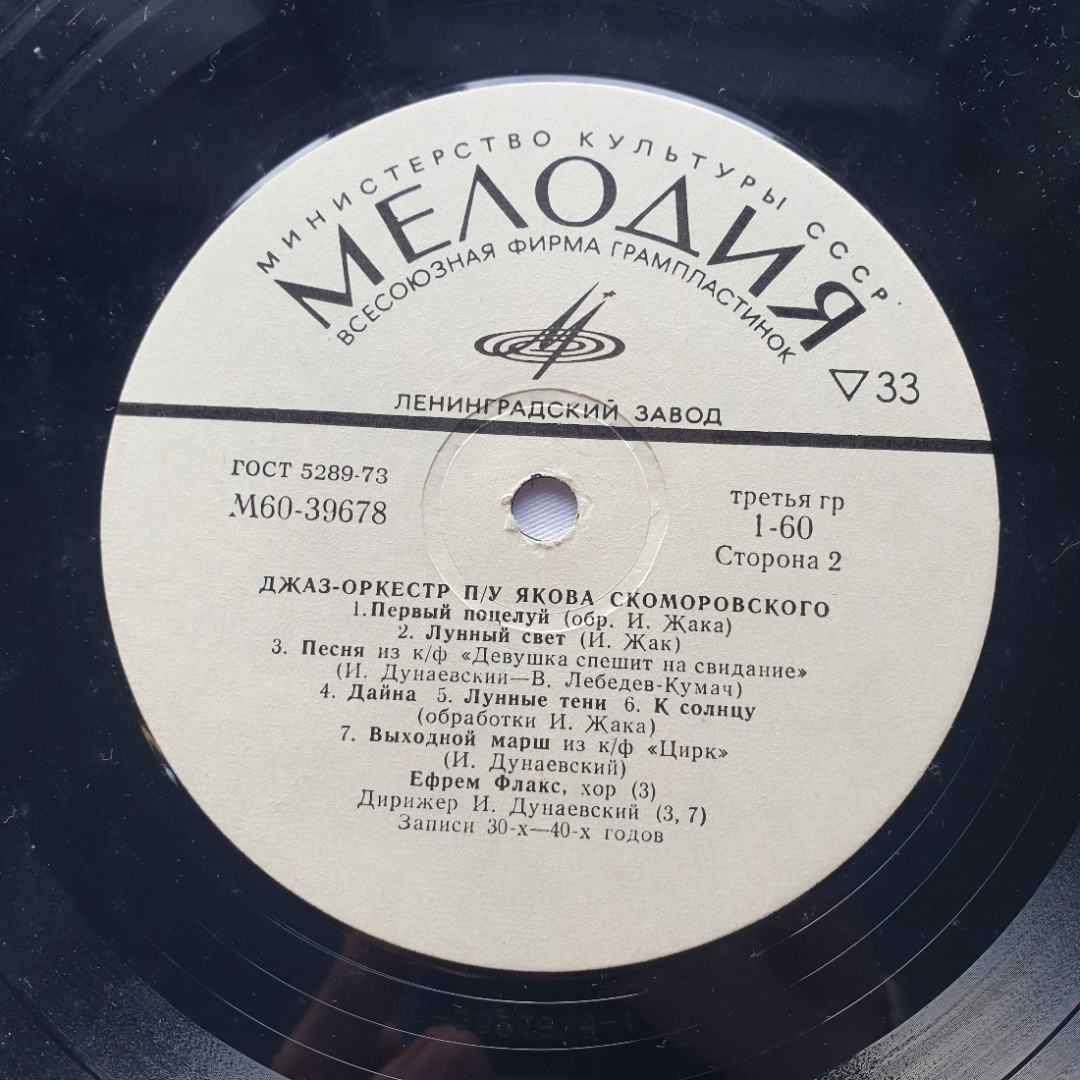 МИНИСТЕРСТВО КУЛЬТУРЫ СССР
МЕЛОДИЯ
ВСЕСОЮЗНАЯ ФИРМА ГРАМПЛАСТИНОК
33
ЛЕНИНГРАДСКИЙ ЗАВОД
ГОСТ 5289-73
М60-39678
третья гр
1-60
Сторона 2
ДЖАЗ-ОРКЕСТР П/У ЯКОВА СКОМОРОВСКОГО
1.Первый поцелуй (обр. И. Жака)
2. Лунный свет (И. Жак)
3. Песня из к/ф «Девушка спешит на свидание»
(И. Дунаевский—В. Лебедев-Кумач)
4. Дайна 5. Лунные тени 6. К солнцу
(обработки И. Жака)
7. Выходной марш из к/ф «Цирк»
(И. Дунаевский)
Ефрем Флакс, хор (3)
Дирижер И. Дунаевский (3, 7)
Записи 30-х—40-х годов